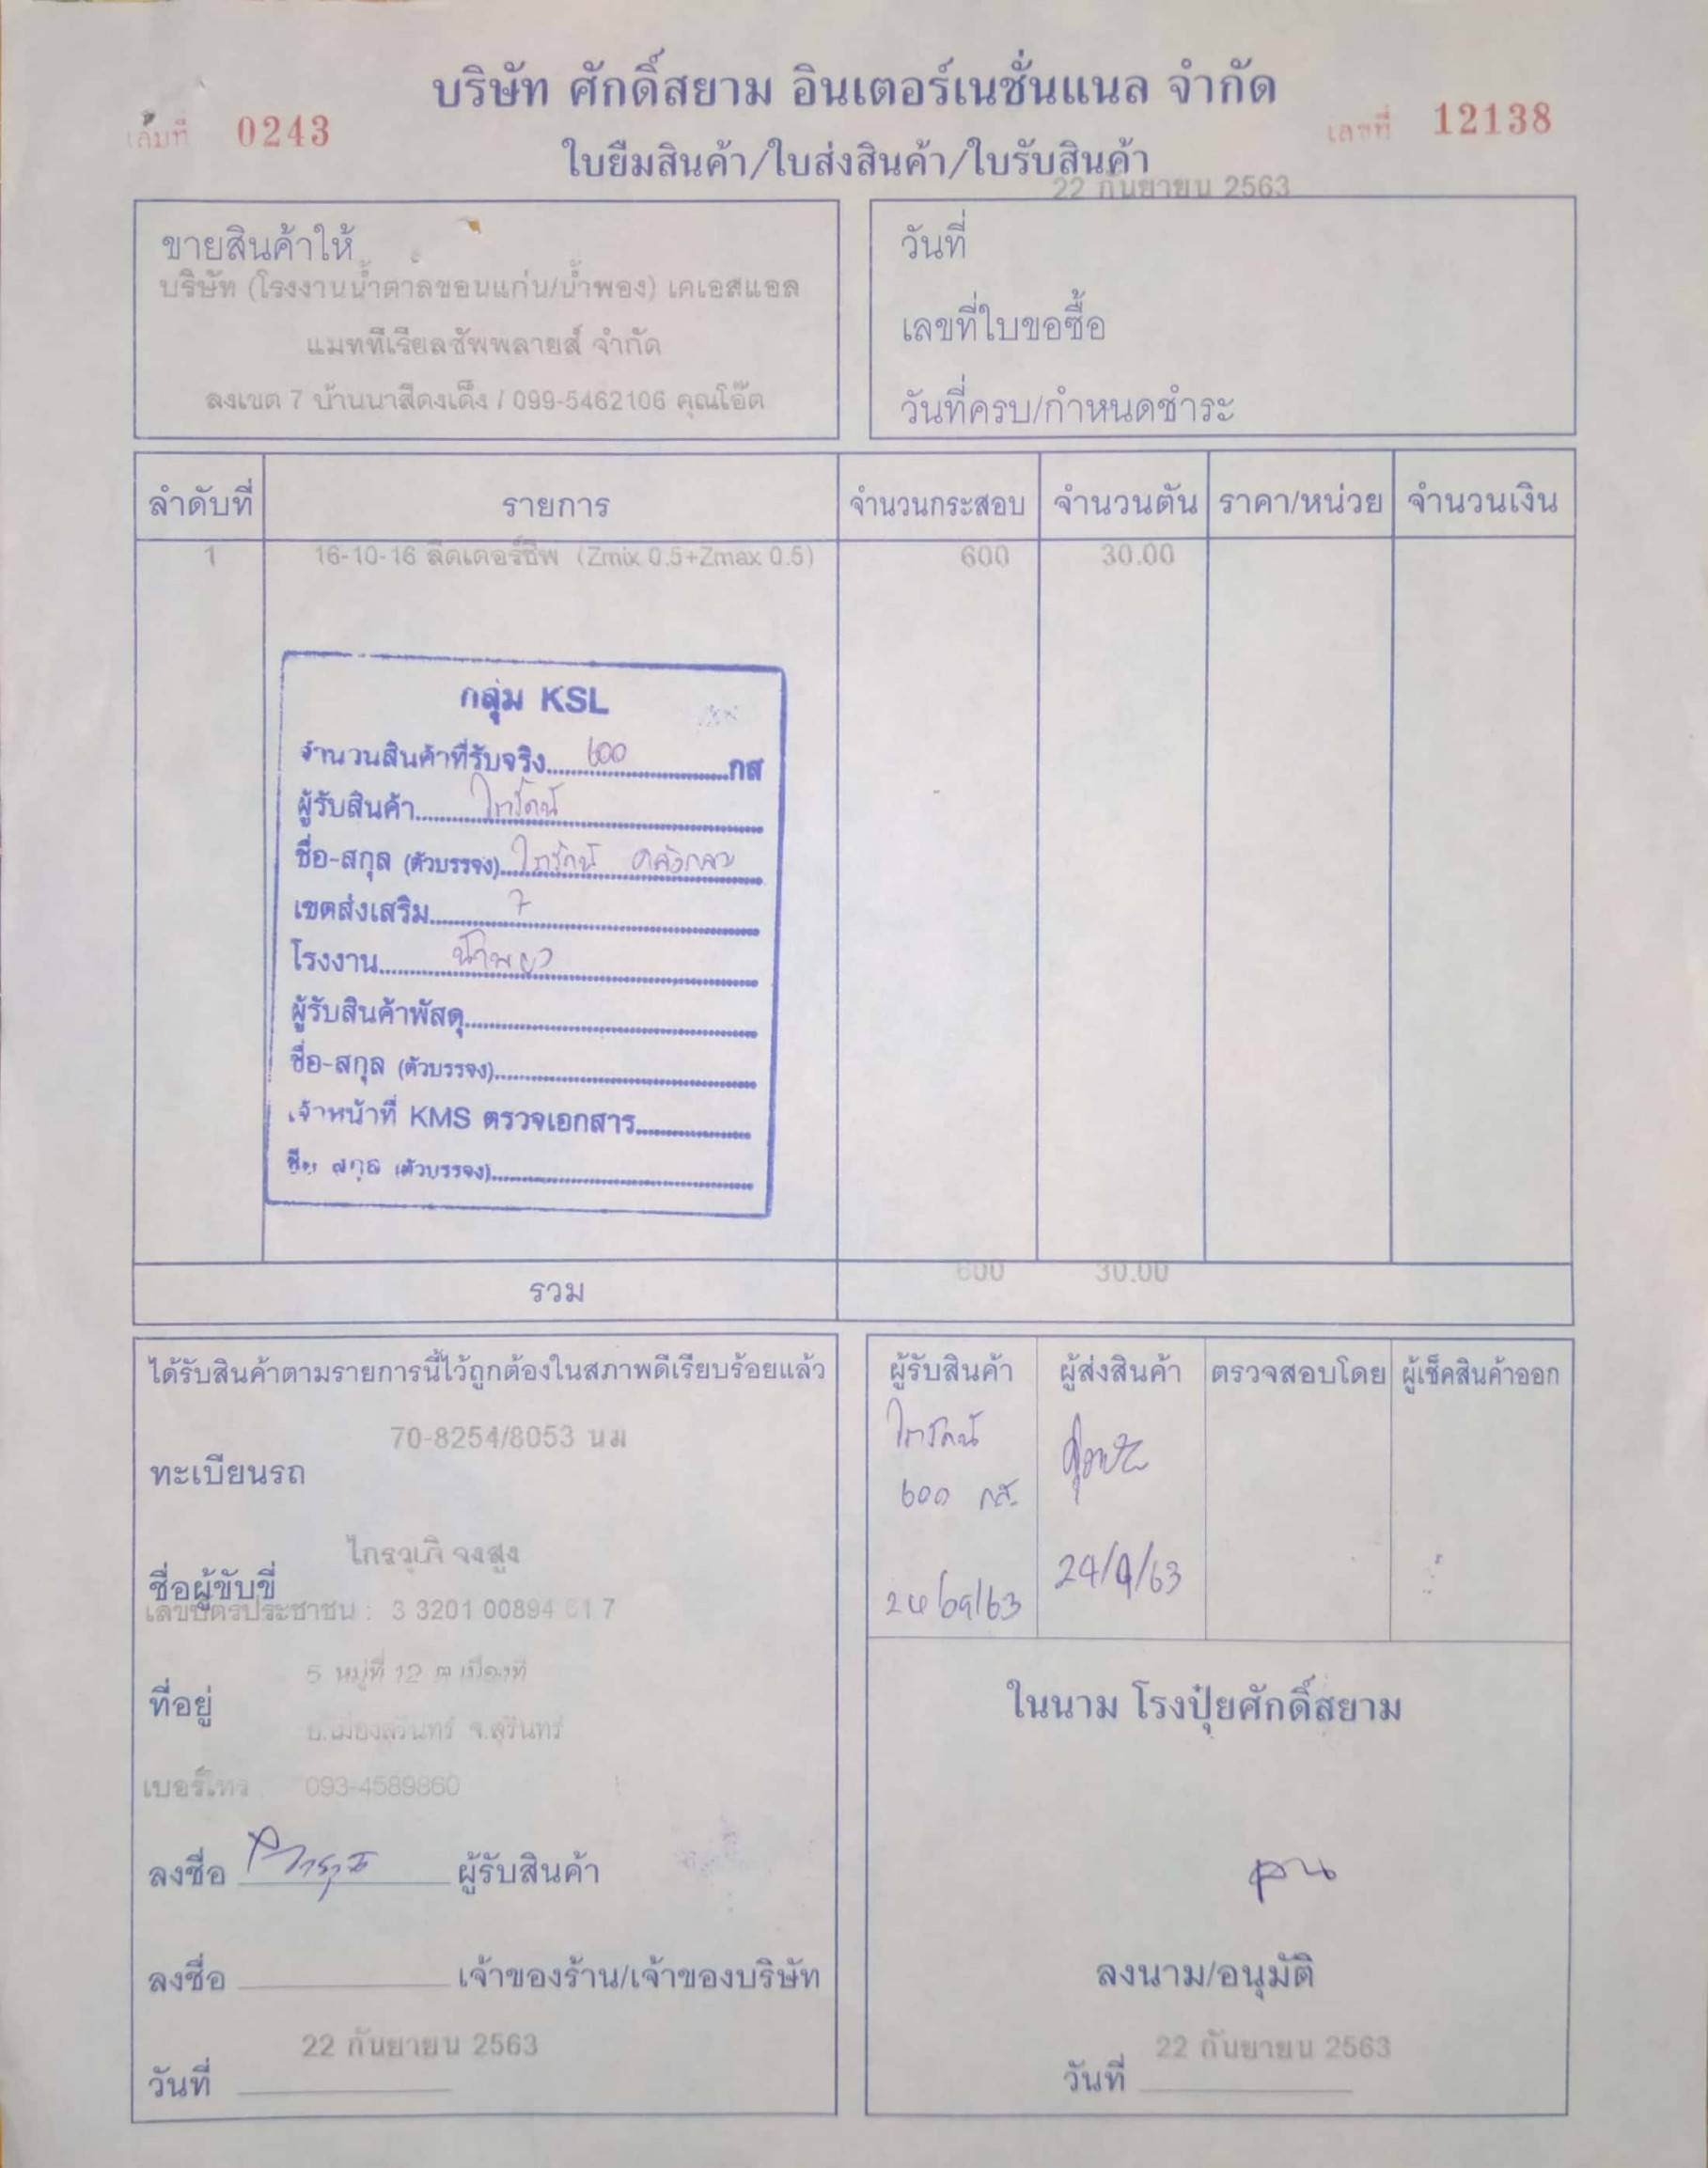 บริษัท ศักดิ์สยาม อินเตอร์เนชั่นแนล จำกัด
เล่มที่ 0243
เลขที่ 12138
ใบยืมสินค้า/ใบส่งสินค้า/ใบรับสินค้า
22 กันยายน 2563
ขายสินค้าให้
บริษัท (โรงงานน้ำตาลขอนแก่น/น้ำพอง) เคเอสแอล
แมททีเรียลซัพพลายส์ จำกัด
ลงเขต 7 บ้านนาสีดงเค็ง / 099-5462106 คุณโอ๊ต
วันที่
เลขที่ใบขอซื้อ
วันที่ครบ/กำหนดชำระ
ลำดับที่ รายการ จำนวนกระสอบ จำนวนตัน ราคา/หน่วย จำนวนเงิน
1 16-10-16 ลีดเดอร์ชีพ (Zmix 0.5+Zmax 0.5) 600 30.00
กลุ่ม KSL
จำนวนสินค้าที่รับจริง 600 กส
ผู้รับสินค้า ไกรัตน์
ชื่อ-สกุล (ตัวบรรจง) ไกรัตน์
เขตส่งเสริม 7
โรงงาน น้ำพอง
ผู้รับสินค้าพัสดุ
ชื่อ-สกุล (ตัวบรรจง)
เจ้าหน้าที่ KMS ตรวจเอกสาร
ชื่อ สกุล (ตัวบรรจง)
รวม 600 30.00
ได้รับสินค้าตามรายการนี้ไว้ถูกต้องในสภาพดีเรียบร้อยแล้ว
70-8254/8053 นม
ทะเบียนรถ
ไกรวุฒิ จงสูง
ชื่อผู้ขับขี่
เลขบัตรประชาชน : 3 3201 00894 61 7
5 หมู่ที่ 12
ที่อยู่
อ.เมืองสุรินทร์ จ.สุรินทร์
เบอร์โทร 093-4589860
ลงชื่อ ผู้รับสินค้า
ลงชื่อ เจ้าของร้าน/เจ้าของบริษัท
22 กันยายน 2563
วันที่
ผู้รับสินค้า ผู้ส่งสินค้า ตรวจสอบโดย ผู้เช็คสินค้าออก
ไกรัตน์
600 กส.
24/09/63 24/9/63
ในนาม โรงปุ๋ยศักดิ์สยาม
ลงนาม/อนุมัติ
22 กันยายน 2563
วันที่